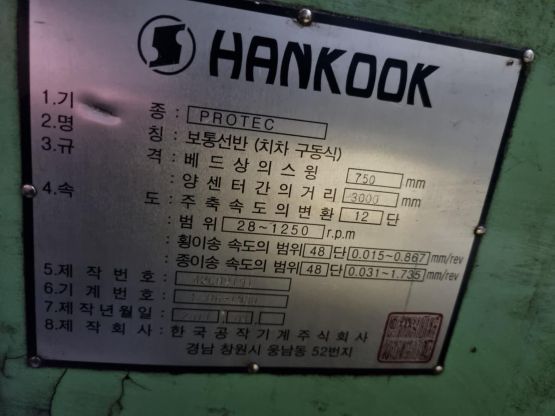 HANKOOK
1.기 종 : PROTEC
2.명 칭 : 보통선반 (치차 구동식)
3.규 격 : 베드상의스윙 750 mm
양센터간의거리 3000 mm
4.속 도 : 주축속도의변환 12 단
: 범 위 28~1250 r.p.m
: 횡이송 속도의 범위 48 단 0.015~0.867 mm/rev
: 종이송 속도의 범위 48 단 0.031~1.735 mm/rev
5.제 작 번 호 :
6.기 계 번 호 :
7.제작년월일 :
8.제 작 회 사 : 한국공작기계주식회사
경남 창원시 웅남동 52번지